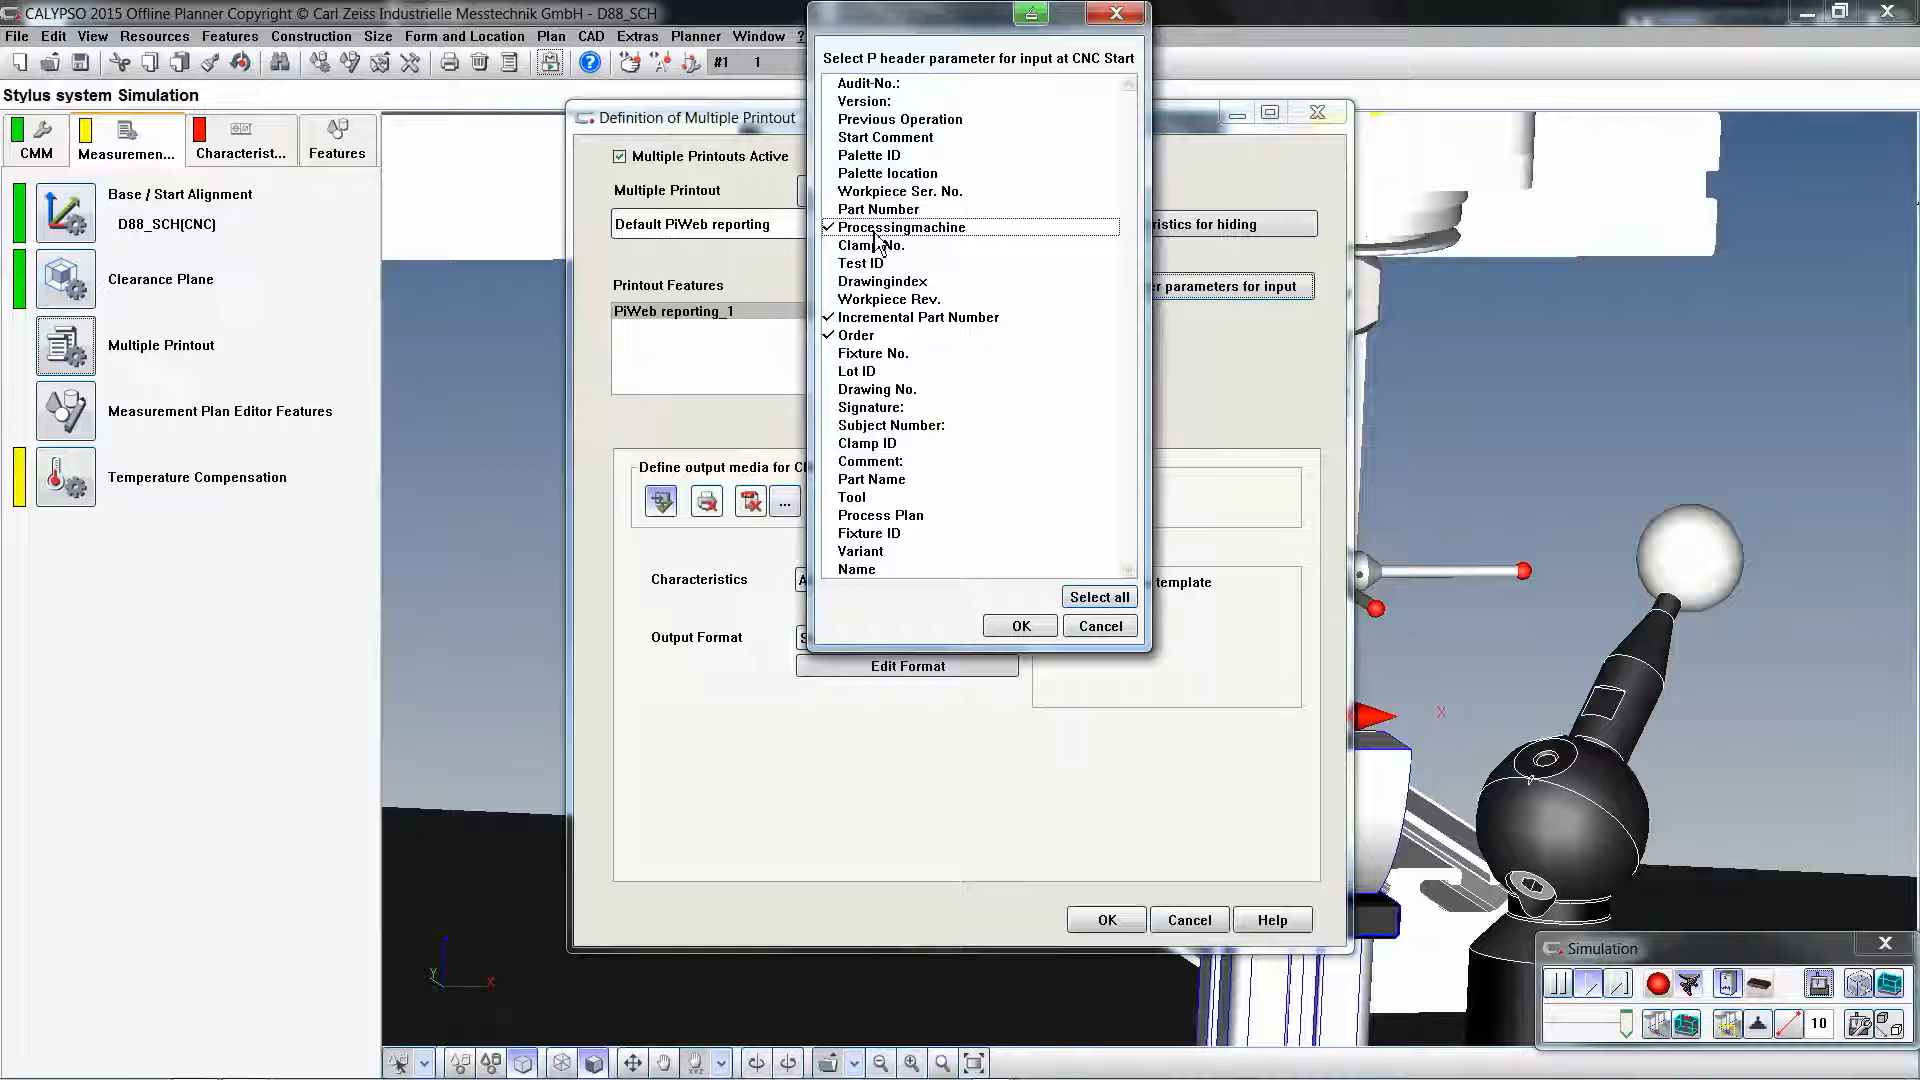 CALYPSO 2015 Offline Planner Copyright © Carl Zeiss Industrielle Messtechnik GmbH - D88_SCH
File Edit View Resources Features Construction Size Form and Location Plan CAD Extras Planner Window ?
#1 1
Stylus system Simulation
CMM
Measuremen...
Characterist...
Features
Base / Start Alignment
D88_SCH(CNC)
Clearance Plane
Multiple Printout
Measurement Plan Editor Features
Temperature Compensation
Definition of Multiple Printout
Multiple Printouts Active
Multiple Printout
Default PiWeb reporting
ristics for hiding
Printout Features
r parameters for input
PiWeb reporting_1
Define output media for C
...
Characteristics
template
Output Format
Edit Format
OK Cancel Help
Select P header parameter for input at CNC Start
Audit-No.:
Version:
Previous Operation
Start Comment
Palette ID
Palette location
Workpiece Ser. No.
Part Number
Processingmachine
Clamp No.
Test ID
Drawingindex
Workpiece Rev.
Incremental Part Number
Order
Fixture No.
Lot ID
Drawing No.
Signature:
Subject Number:
Clamp ID
Comment:
Part Name
Tool
Process Plan
Fixture ID
Variant
Name
Select all
OK Cancel
X
Y
X
Simulation
10